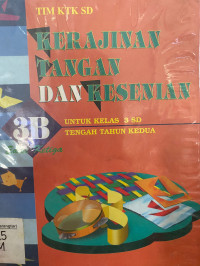 TIM KTK SD
KERAJINAN
TANGAN
DAN KESENIAN
3B
UNTUK KELAS 3 SD
TENGAH TAHUN KEDUA